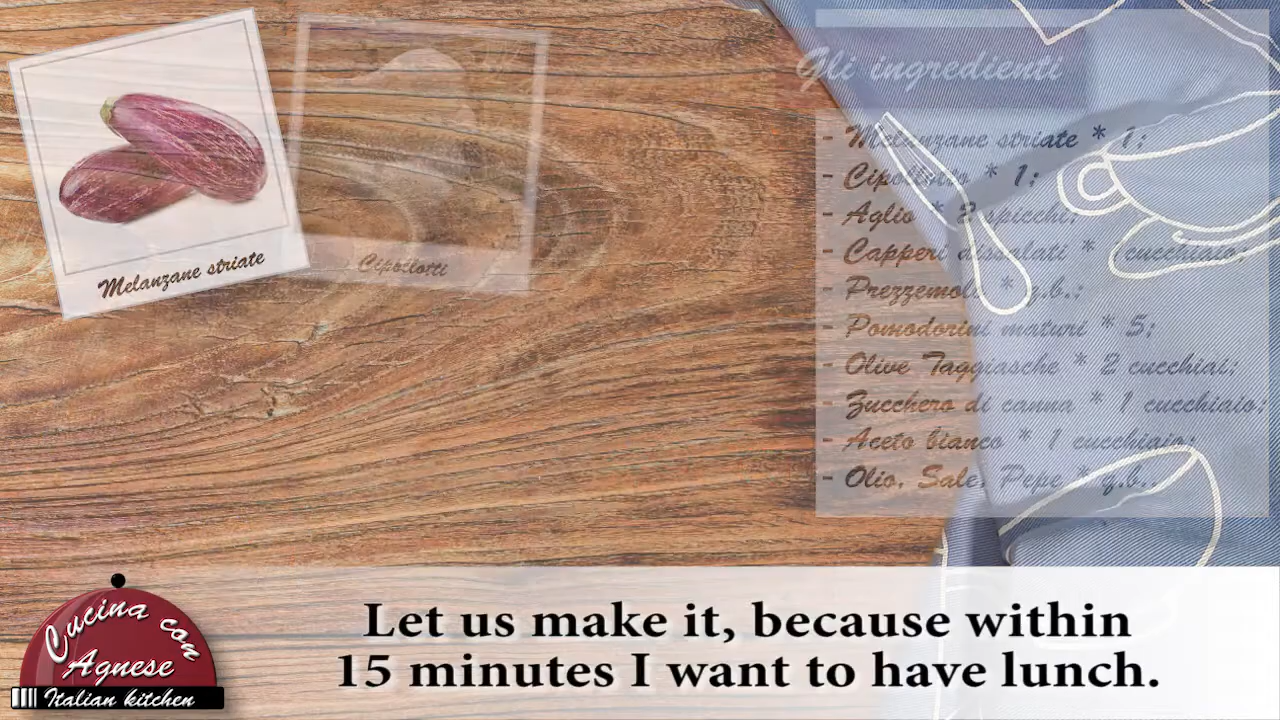 Melanzane striate
Cipollotti
Gli ingredienti
- Melanzane striate * 1;
- Cipollotto * 1;
- Aglio * 2 spicchi;
- Capperi dissalati * 1cucchiaio;
- Prezzemolo * q.b.;
- Pomodorini maturi * 5;
- Olive Taggiasche * 2 cucchiai;
- Zucchero di canna * 1 cucchiaio;
- Aceto bianco * 1 cucchiaio;
- Olio, Sale, Pepe * q.b..
Cucina con
Agnese
Italian kitchen
Let us make it, because within
15 minutes I want to have lunch.